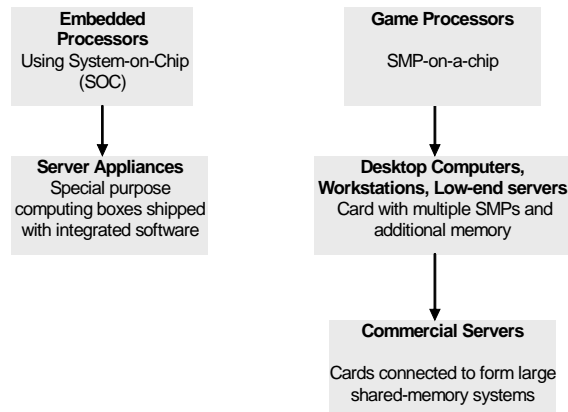 Embedded
Processors
Using System-on-Chip
(SOC)
Game Processors
SMP-on-a-chip
Server Appliances
Special purpose
computing boxes shipped
with integrated software
Desktop Computers,
Workstations, Low-end servers
Card with multiple SMPs and
additional memory
Commercial Servers
Cards connected to form large
shared-memory systems